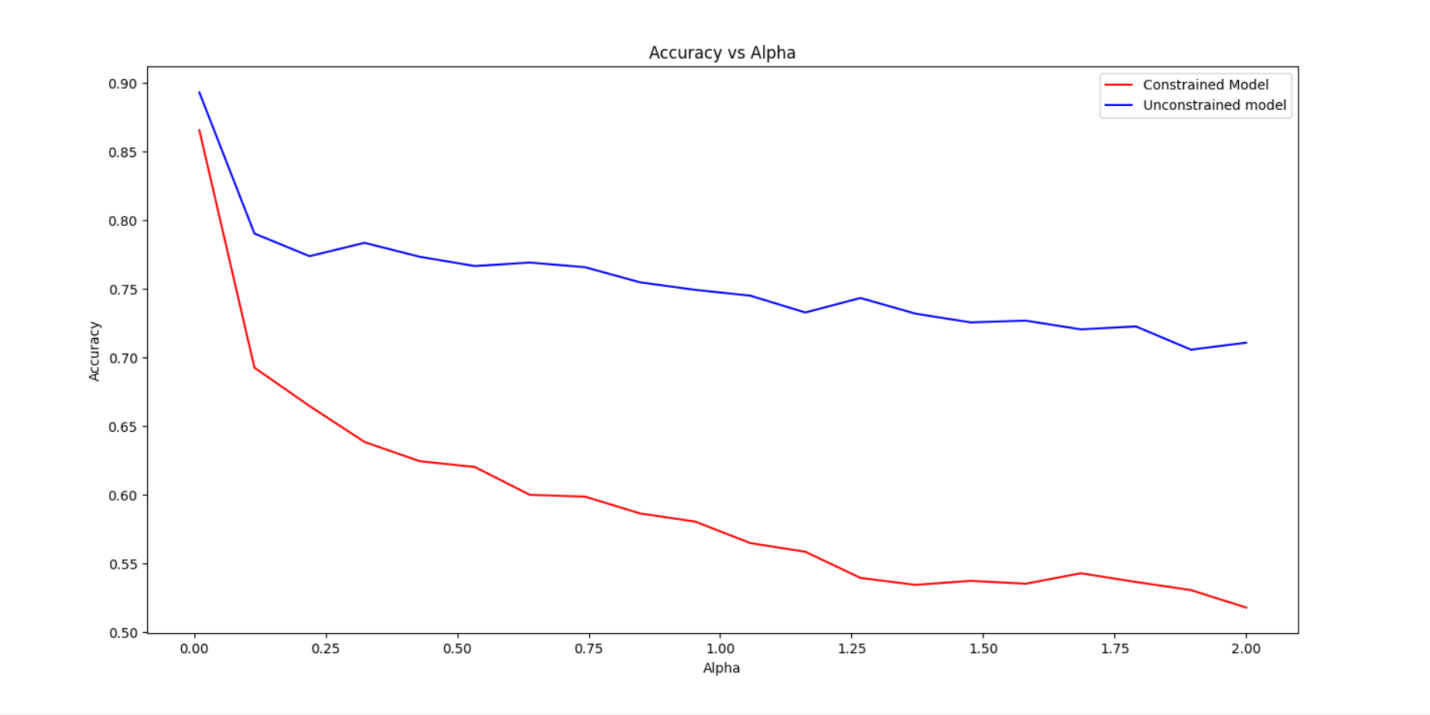 Accuracy vs Alpha
Constrained Model
Unconstrained model
0.90
0.85
0.80
0.75
0.70
0.65
0.60
0.55
0.50
Accuracy
0.00 0.25 0.50 0.75 1.00 1.25 1.50 1.75 2.00
Alpha